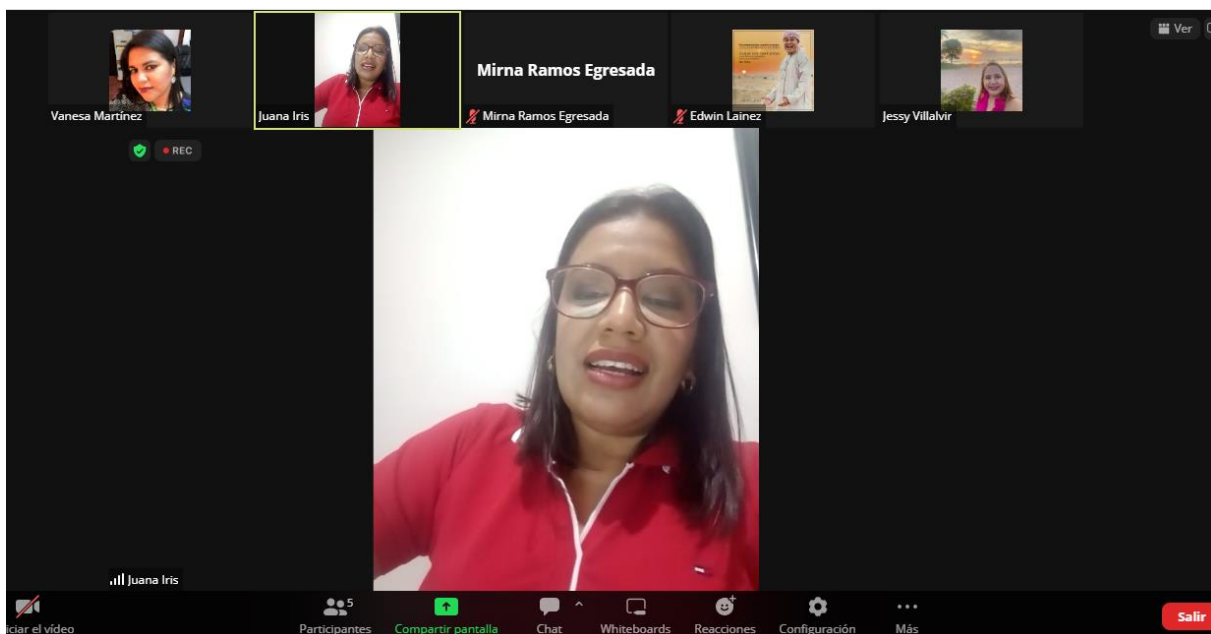 Ver
Mirna Ramos Egresada
Vanesa Martínez
Juana Iris
Mirna Ramos Egresada
Edwin Lainez
Jessy Villalvir
REC
Juana Iris
iciar el vídeo
5
Participantes
Compartir pantalla
Chat
Whiteboards
Reacciones
Configuración
Más
Salir